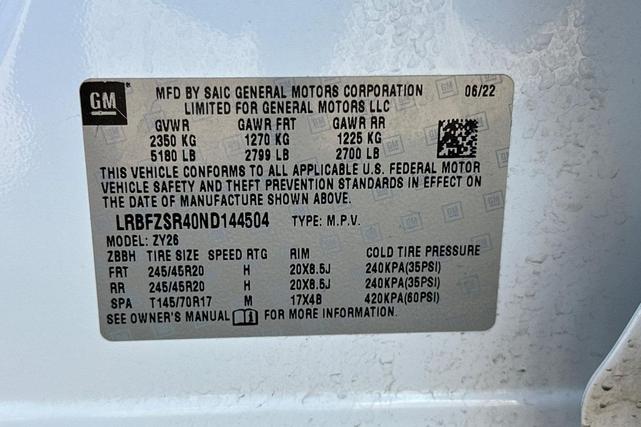 GM
MFD BY SAIC GENERAL MOTORS CORPORATION 06/22
LIMITED FOR GENERAL MOTORS LLC
GVWR GAWR FRT GAWR RR
2350 KG 1270 KG 1225 KG
5180 LB 2799 LB 2700 LB
THIS VEHICLE CONFORMS TO ALL APPLICABLE U.S. FEDERAL MOTOR
VEHICLE SAFETY AND THEFT PREVENTION STANDARDS IN EFFECT ON
THE DATE OF MANUFACTURE SHOWN ABOVE.
LRBFZSR40ND144504 TYPE: M.P.V.
MODEL: ZY26
ZBBH TIRE SIZE SPEED RTG RIM COLD TIRE PRESSURE
FRT 245/45R20 H 20X8.5J 240KPA(35PSI)
RR 245/45R20 H 20X8.5J 240KPA(35PSI)
SPA T145/70R17 M 17X4B 420KPA(60PSI)
SEE OWNER'S MANUAL FOR MORE INFORMATION.